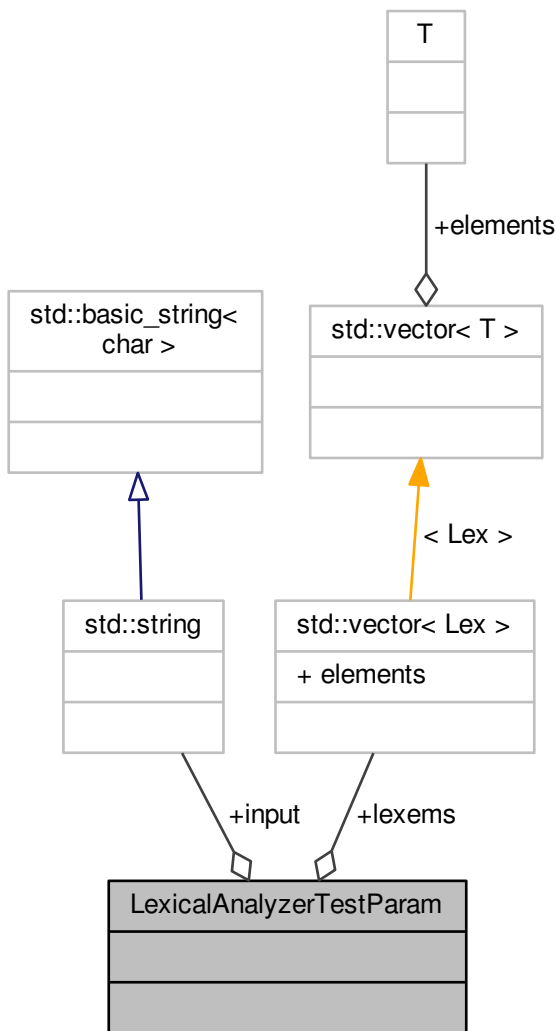 T
+elements
std::basic_string<
char >
std::vector< T >
< Lex >
std::string
std::vector< Lex >
+ elements
+input
+lexems
LexicalAnalyzerTestParam